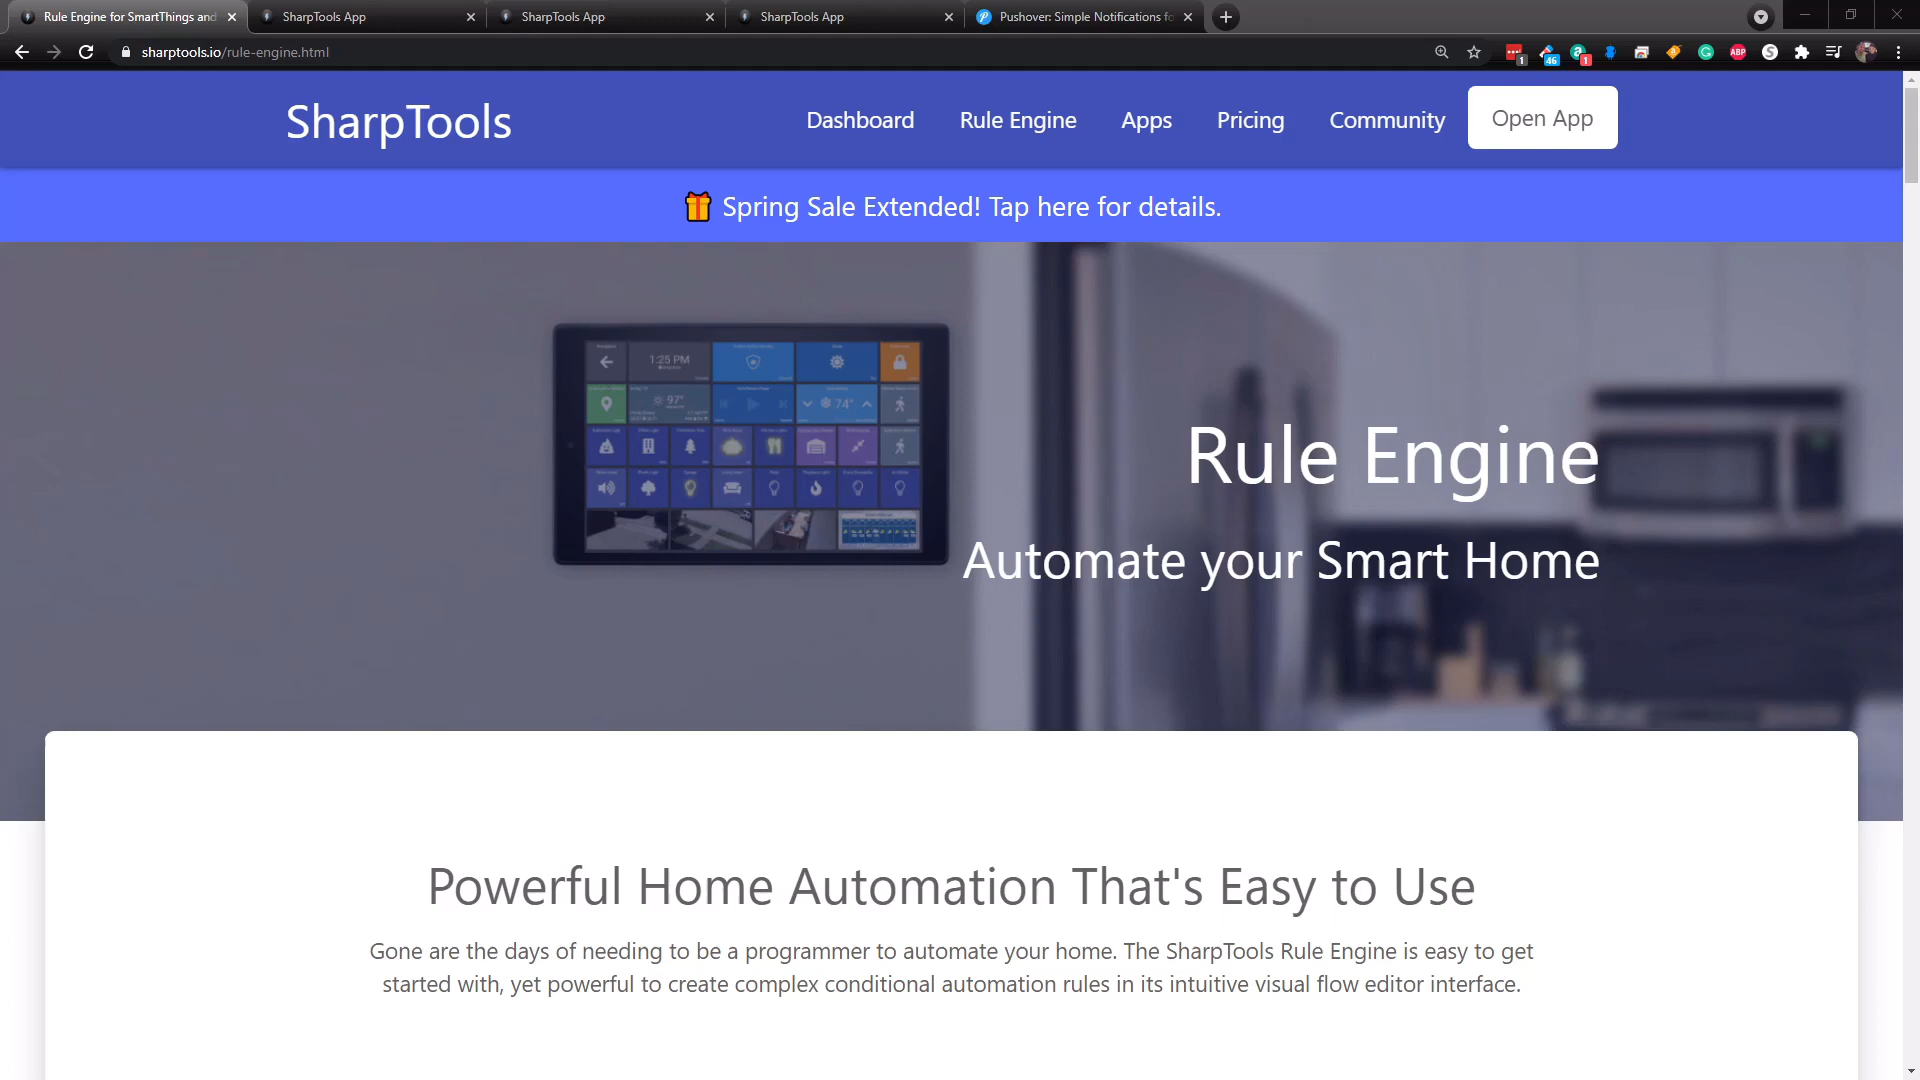 Rule Engine for SmartThings and
SharpTools App
SharpTools App
SharpTools App
Pushover: Simple Notifications fo
sharptools.io/rule-engine.html
1
46
1
ABP
SharpTools
Dashboard
Rule Engine
Apps
Pricing
Community
Open App
Spring Sale Extended! Tap here for details.
1:25 PM
97°
74°
Rule Engine
Automate your Smart Home
Powerful Home Automation That's Easy to Use
Gone are the days of needing to be a programmer to automate your home. The SharpTools Rule Engine is easy to get
started with, yet powerful to create complex conditional automation rules in its intuitive visual flow editor interface.